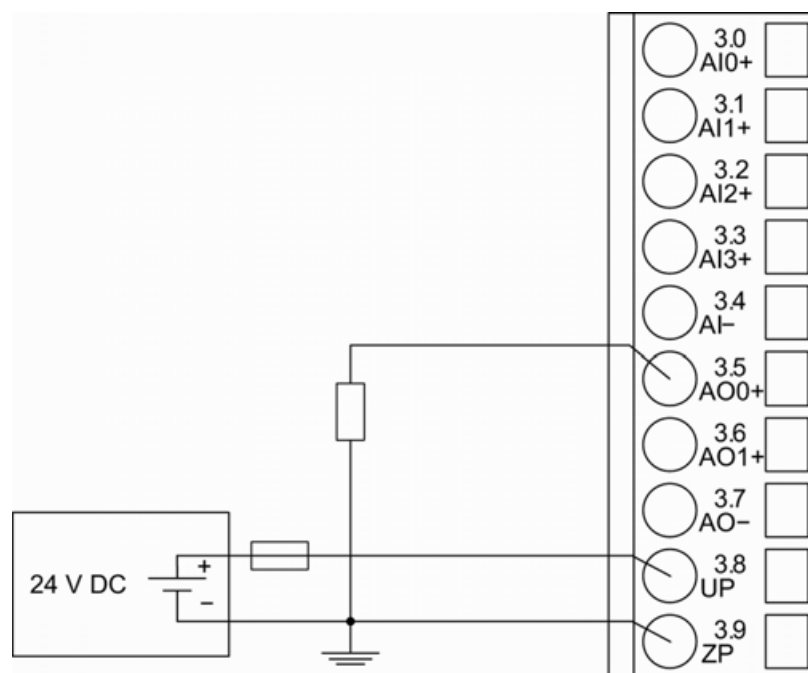 3.0
AI0+
3.1
AI1+
3.2
AI2+
3.3
AI3+
3.4
AI–
3.5
AO0+
3.6
AO1+
3.7
AO–
3.8
UP
3.9
ZP
24 V DC
+
–